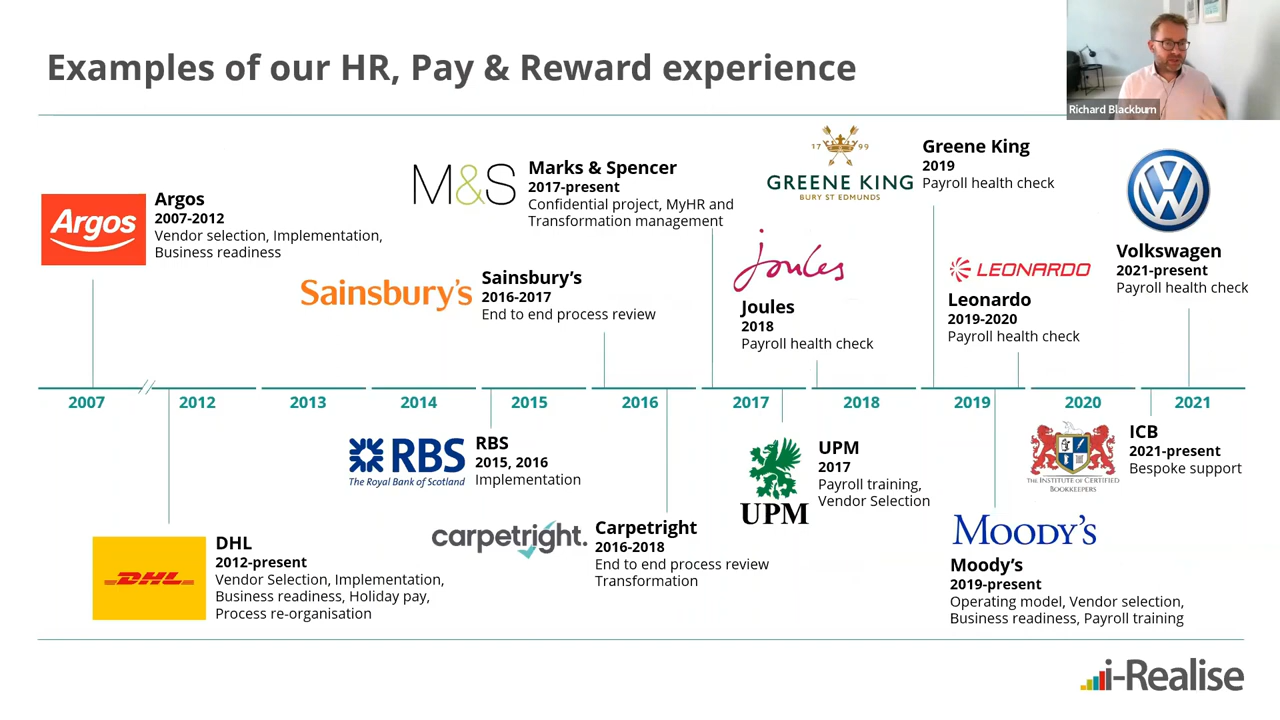 Examples of our HR, Pay & Reward experience
Richard Blackburn
Argos
Argos
2007-2012
Vendor selection, Implementation,
Business readiness
M&S
Marks & Spencer
2017-present
Confidential project, MyHR and
Transformation management
17 99
GREENE KING
BURY ST EDMUNDS
Greene King
2019
Payroll health check
Sainsbury's
Sainsbury's
2016-2017
End to end process review
Joules
Joules
2018
Payroll health check
LEONARDO
Leonardo
2019-2020
Payroll health check
VW
Volkswagen
2021-present
Payroll health check
2007 2012 2013 2014 2015 2016 2017 2018 2019 2020 2021
RBS
The Royal Bank of Scotland
RBS
2015, 2016
Implementation
UPM
UPM
2017
Payroll training,
Vendor Selection
THE INSTITUTE OF CERTIFIED
BOOKKEEPERS
ICB
2021-present
Bespoke support
DHL
DHL
2012-present
Vendor Selection, Implementation,
Business readiness, Holiday pay,
Process re-organisation
carpetright.
Carpetright
2016-2018
End to end process review
Transformation
MOODY'S
Moody's
2019-present
Operating model, Vendor selection,
Business readiness, Payroll training
i-Realise